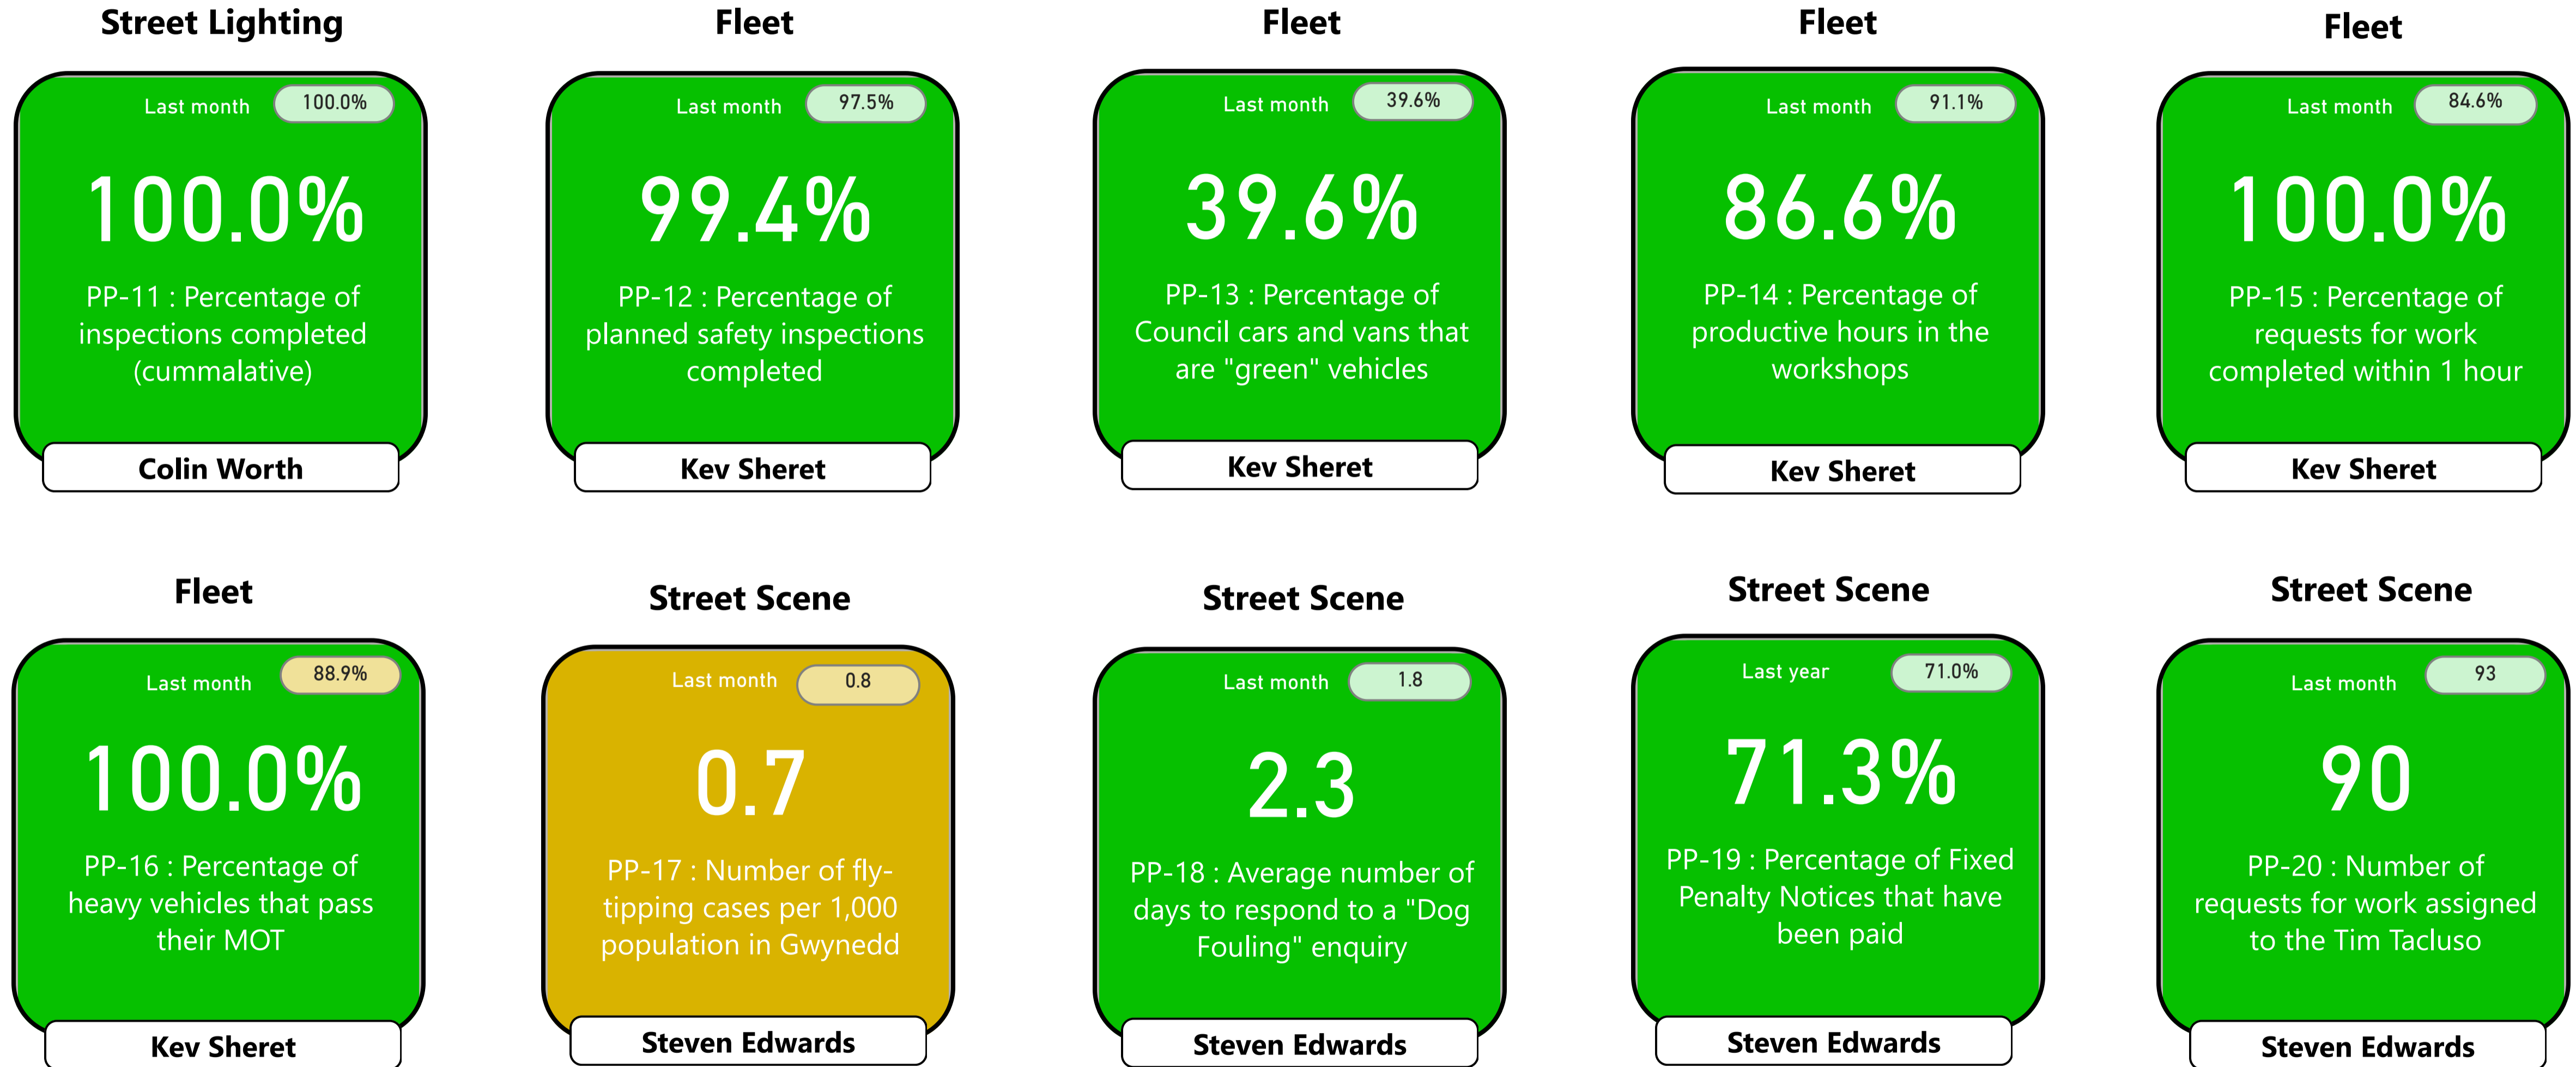 Street Lighting
Last month 100.0%
100.0%
PP-11 : Percentage of
inspections completed
(cummalative)
Colin Worth
Fleet
Last month 97.5%
99.4%
PP-12 : Percentage of
planned safety inspections
completed
Kev Sheret
Fleet
Last month 39.6%
39.6%
PP-13 : Percentage of
Council cars and vans that
are "green" vehicles
Kev Sheret
Fleet
Last month 91.1%
86.6%
PP-14 : Percentage of
productive hours in the
workshops
Kev Sheret
Fleet
Last month 84.6%
100.0%
PP-15 : Percentage of
requests for work
completed within 1 hour
Kev Sheret
Fleet
Last month 88.9%
100.0%
PP-16 : Percentage of
heavy vehicles that pass
their MOT
Kev Sheret
Street Scene
Last month 0.8
0.7
PP-17 : Number of fly-
tipping cases per 1,000
population in Gwynedd
Steven Edwards
Street Scene
Last month 1.8
2.3
PP-18 : Average number of
days to respond to a "Dog
Fouling" enquiry
Steven Edwards
Street Scene
Last year 71.0%
71.3%
PP-19 : Percentage of Fixed
Penalty Notices that have
been paid
Steven Edwards
Street Scene
Last month 93
90
PP-20 : Number of
requests for work assigned
to the Tim Tacluso
Steven Edwards